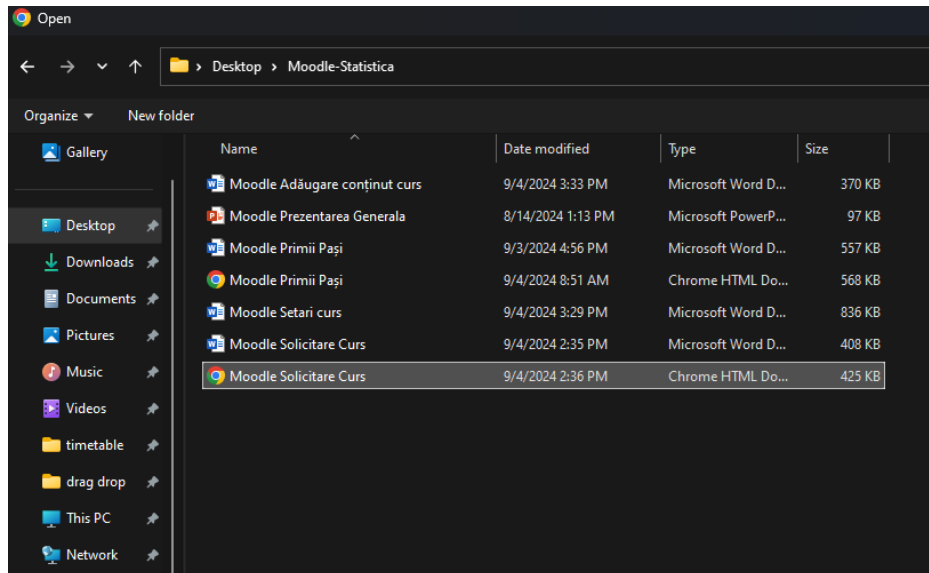 Open
Desktop > Moodle-Statistica
Organize New folder
Name Date modified Type Size
Gallery
Moodle Adăugare conținut curs 9/4/2024 3:33 PM Microsoft Word D... 370 KB
Moodle Prezentarea Generala 8/14/2024 1:13 PM Microsoft PowerP... 97 KB
Desktop
Moodle Primii Pași 9/3/2024 4:56 PM Microsoft Word D... 557 KB
Downloads
Moodle Primii Pași 9/4/2024 8:51 AM Chrome HTML Do... 568 KB
Documents
Moodle Setari curs 9/4/2024 3:29 PM Microsoft Word D... 836 KB
Pictures
Moodle Solicitare Curs 9/4/2024 2:35 PM Microsoft Word D... 408 KB
Music
Moodle Solicitare Curs 9/4/2024 2:36 PM Chrome HTML Do... 425 KB
Videos
timetable
drag drop
This PC
Network